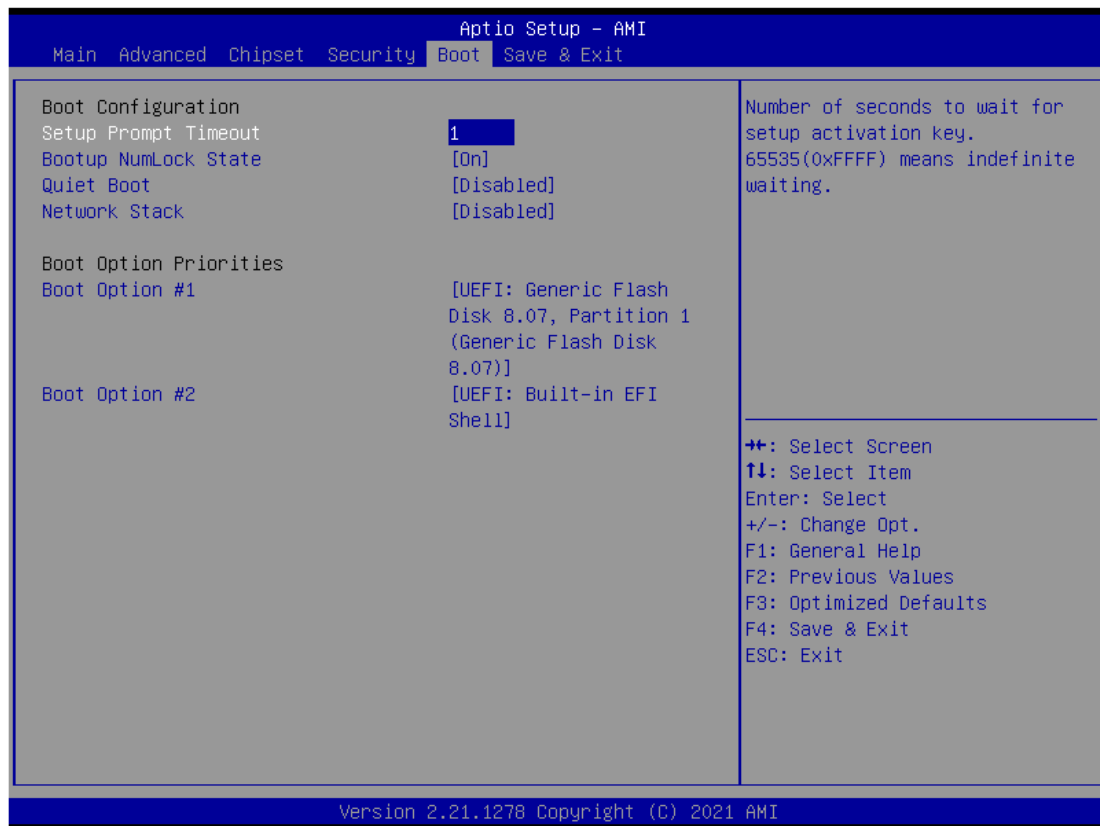 Aptio Setup – AMI
Main Advanced Chipset Security Boot Save & Exit
Boot Configuration
Setup Prompt Timeout 1
Bootup NumLock State [On]
Quiet Boot [Disabled]
Network Stack [Disabled]
Boot Option Priorities
Boot Option #1 [UEFI: Generic Flash
Disk 8.07, Partition 1
(Generic Flash Disk
8.07)]
Boot Option #2 [UEFI: Built-in EFI
Shell]
Number of seconds to wait for
setup activation key.
65535(0xFFFF) means indefinite
waiting.
→←: Select Screen
↑↓: Select Item
Enter: Select
+/-: Change Opt.
F1: General Help
F2: Previous Values
F3: Optimized Defaults
F4: Save & Exit
ESC: Exit
Version 2.21.1278 Copyright (C) 2021 AMI